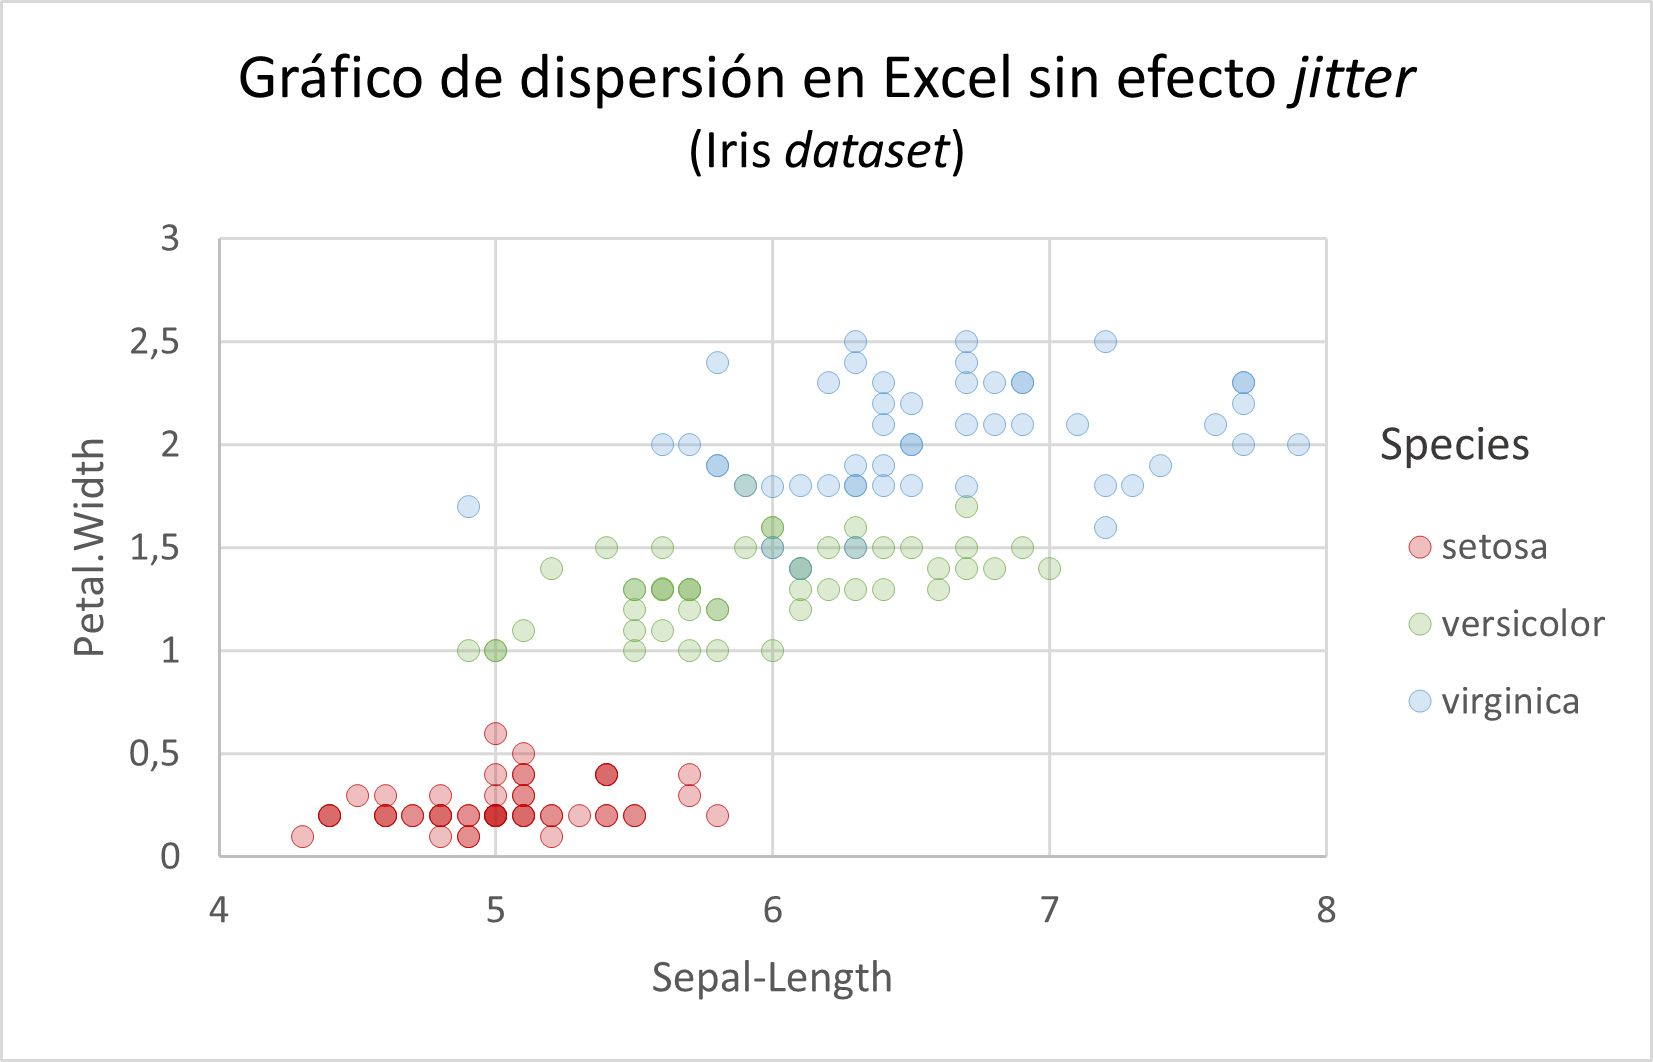 Gráfico de dispersión en Excel sin efecto jitter
(Iris dataset)
3
2,5
2
1,5
1
0,5
0
Petal.Width
4 5 6 7 8
Sepal-Length
Species
setosa
versicolor
virginica